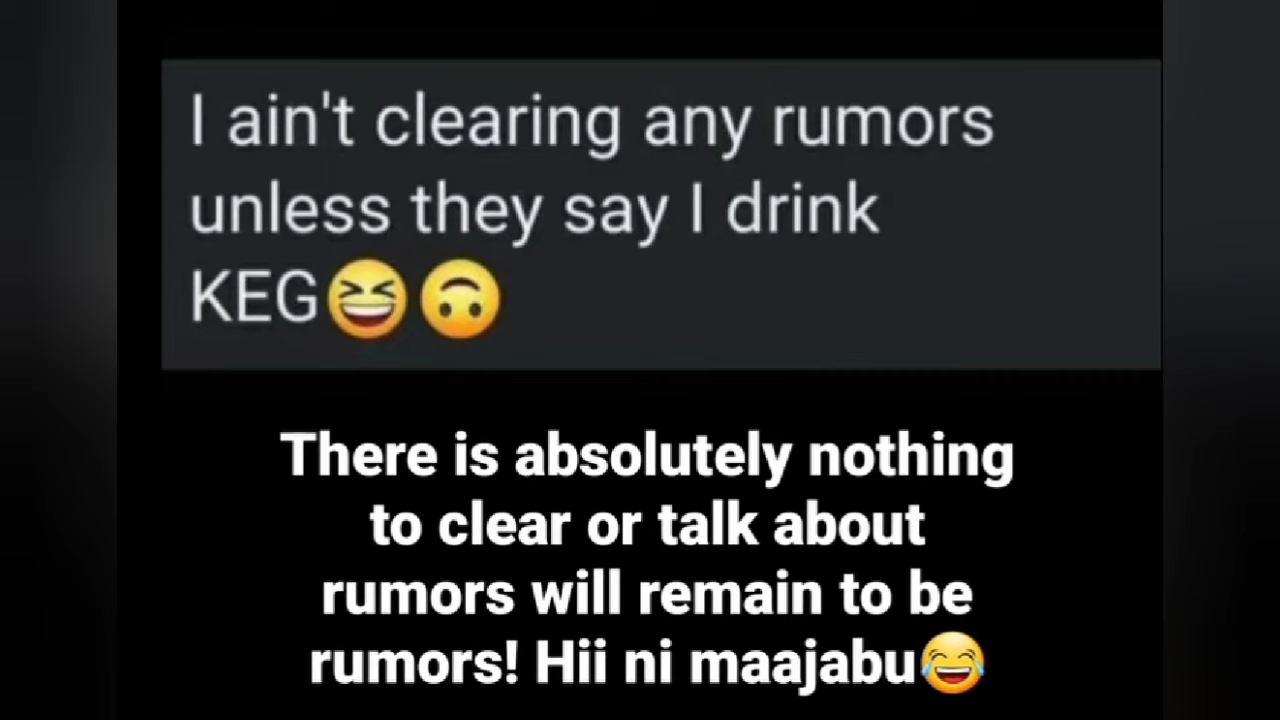 I ain't clearing any rumors
unless they say I drink
KEG😆🙃
There is absolutely nothing
to clear or talk about
rumors will remain to be
rumors! Hii ni maajabu😂